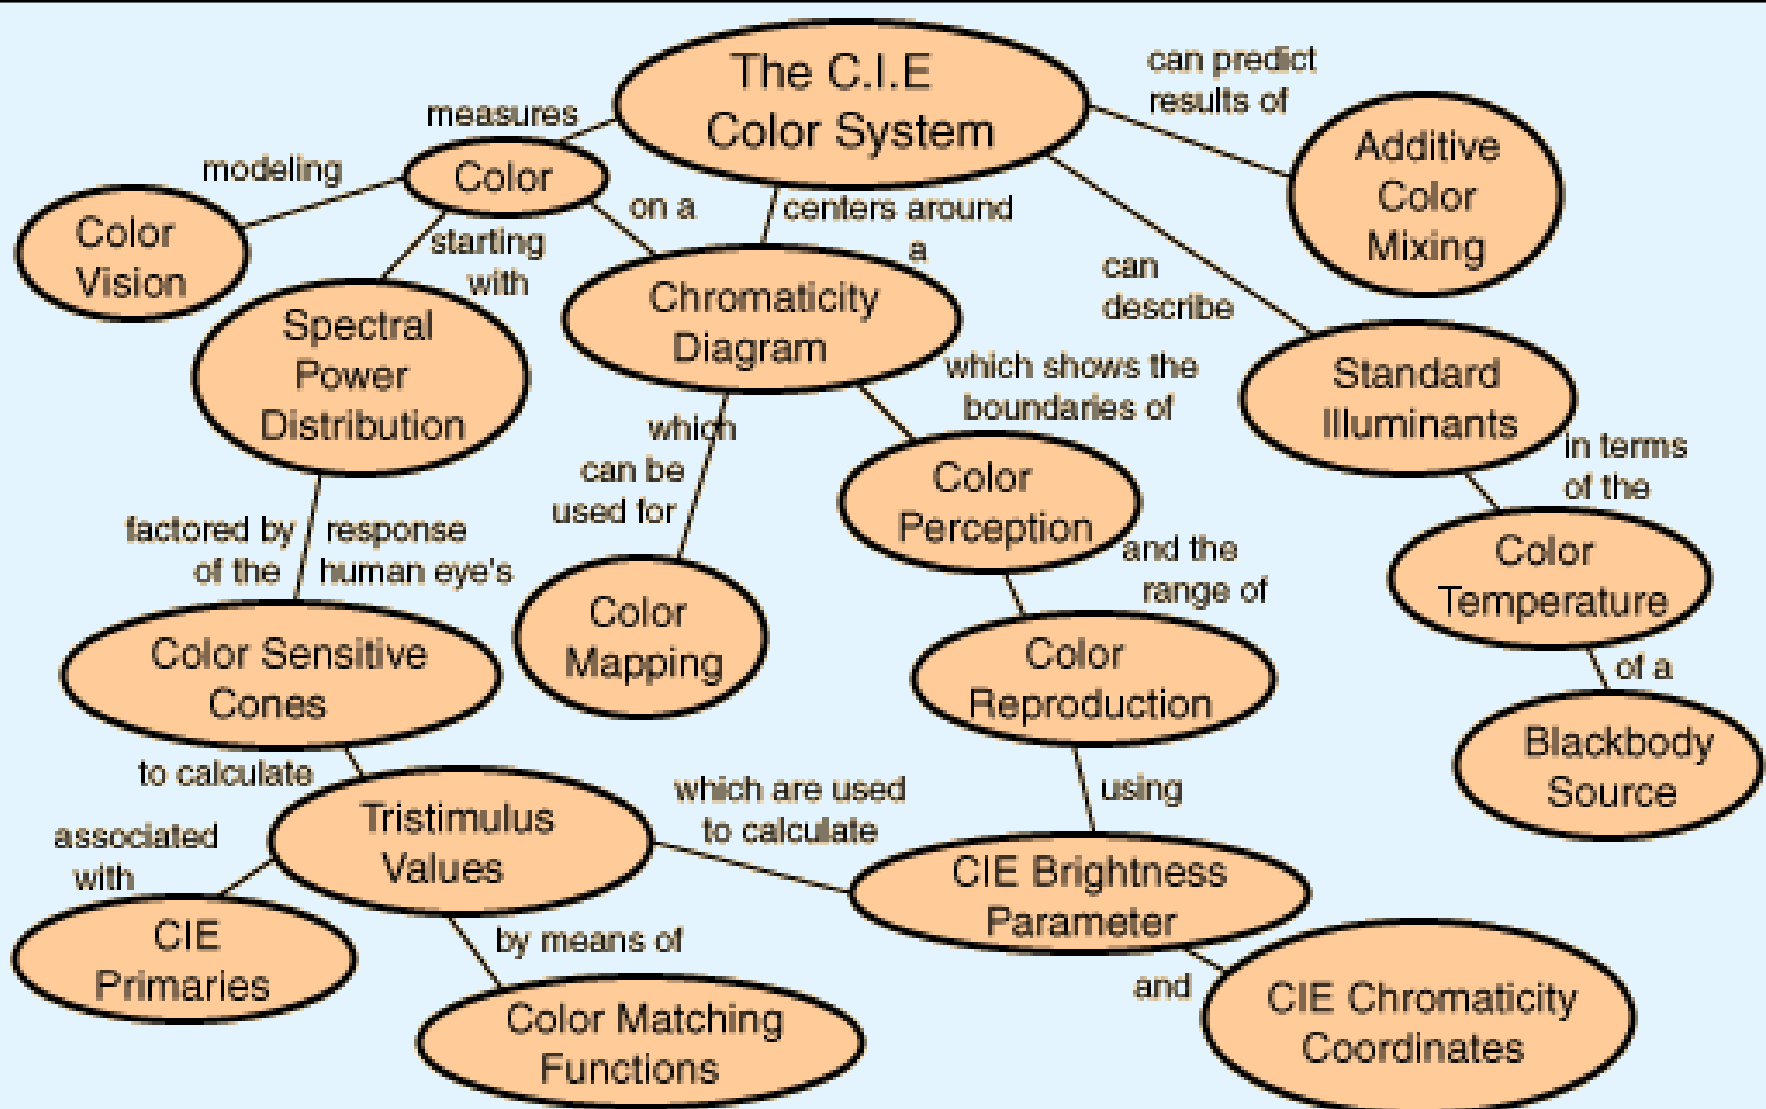 The C.I.E
Color System
can predict
results of
measures
Additive
Color
Mixing
modeling
Color
on a
centers around
a
Color
Vision
starting
with
can
describe
Spectral
Power
Distribution
Chromaticity
Diagram
which shows the
boundaries of
Standard
Illuminants
which
can be
used for
in terms
of the
Color
Perception
factored by response
of the human eye's
and the
range of
Color
Temperature
Color Sensitive
Cones
Color
Mapping
Color
Reproduction
of a
Blackbody
Source
to calculate
Tristimulus
Values
which are used
to calculate
using
associated
with
CIE Brightness
Parameter
CIE
Primaries
by means of
and
CIE Chromaticity
Coordinates
Color Matching
Functions